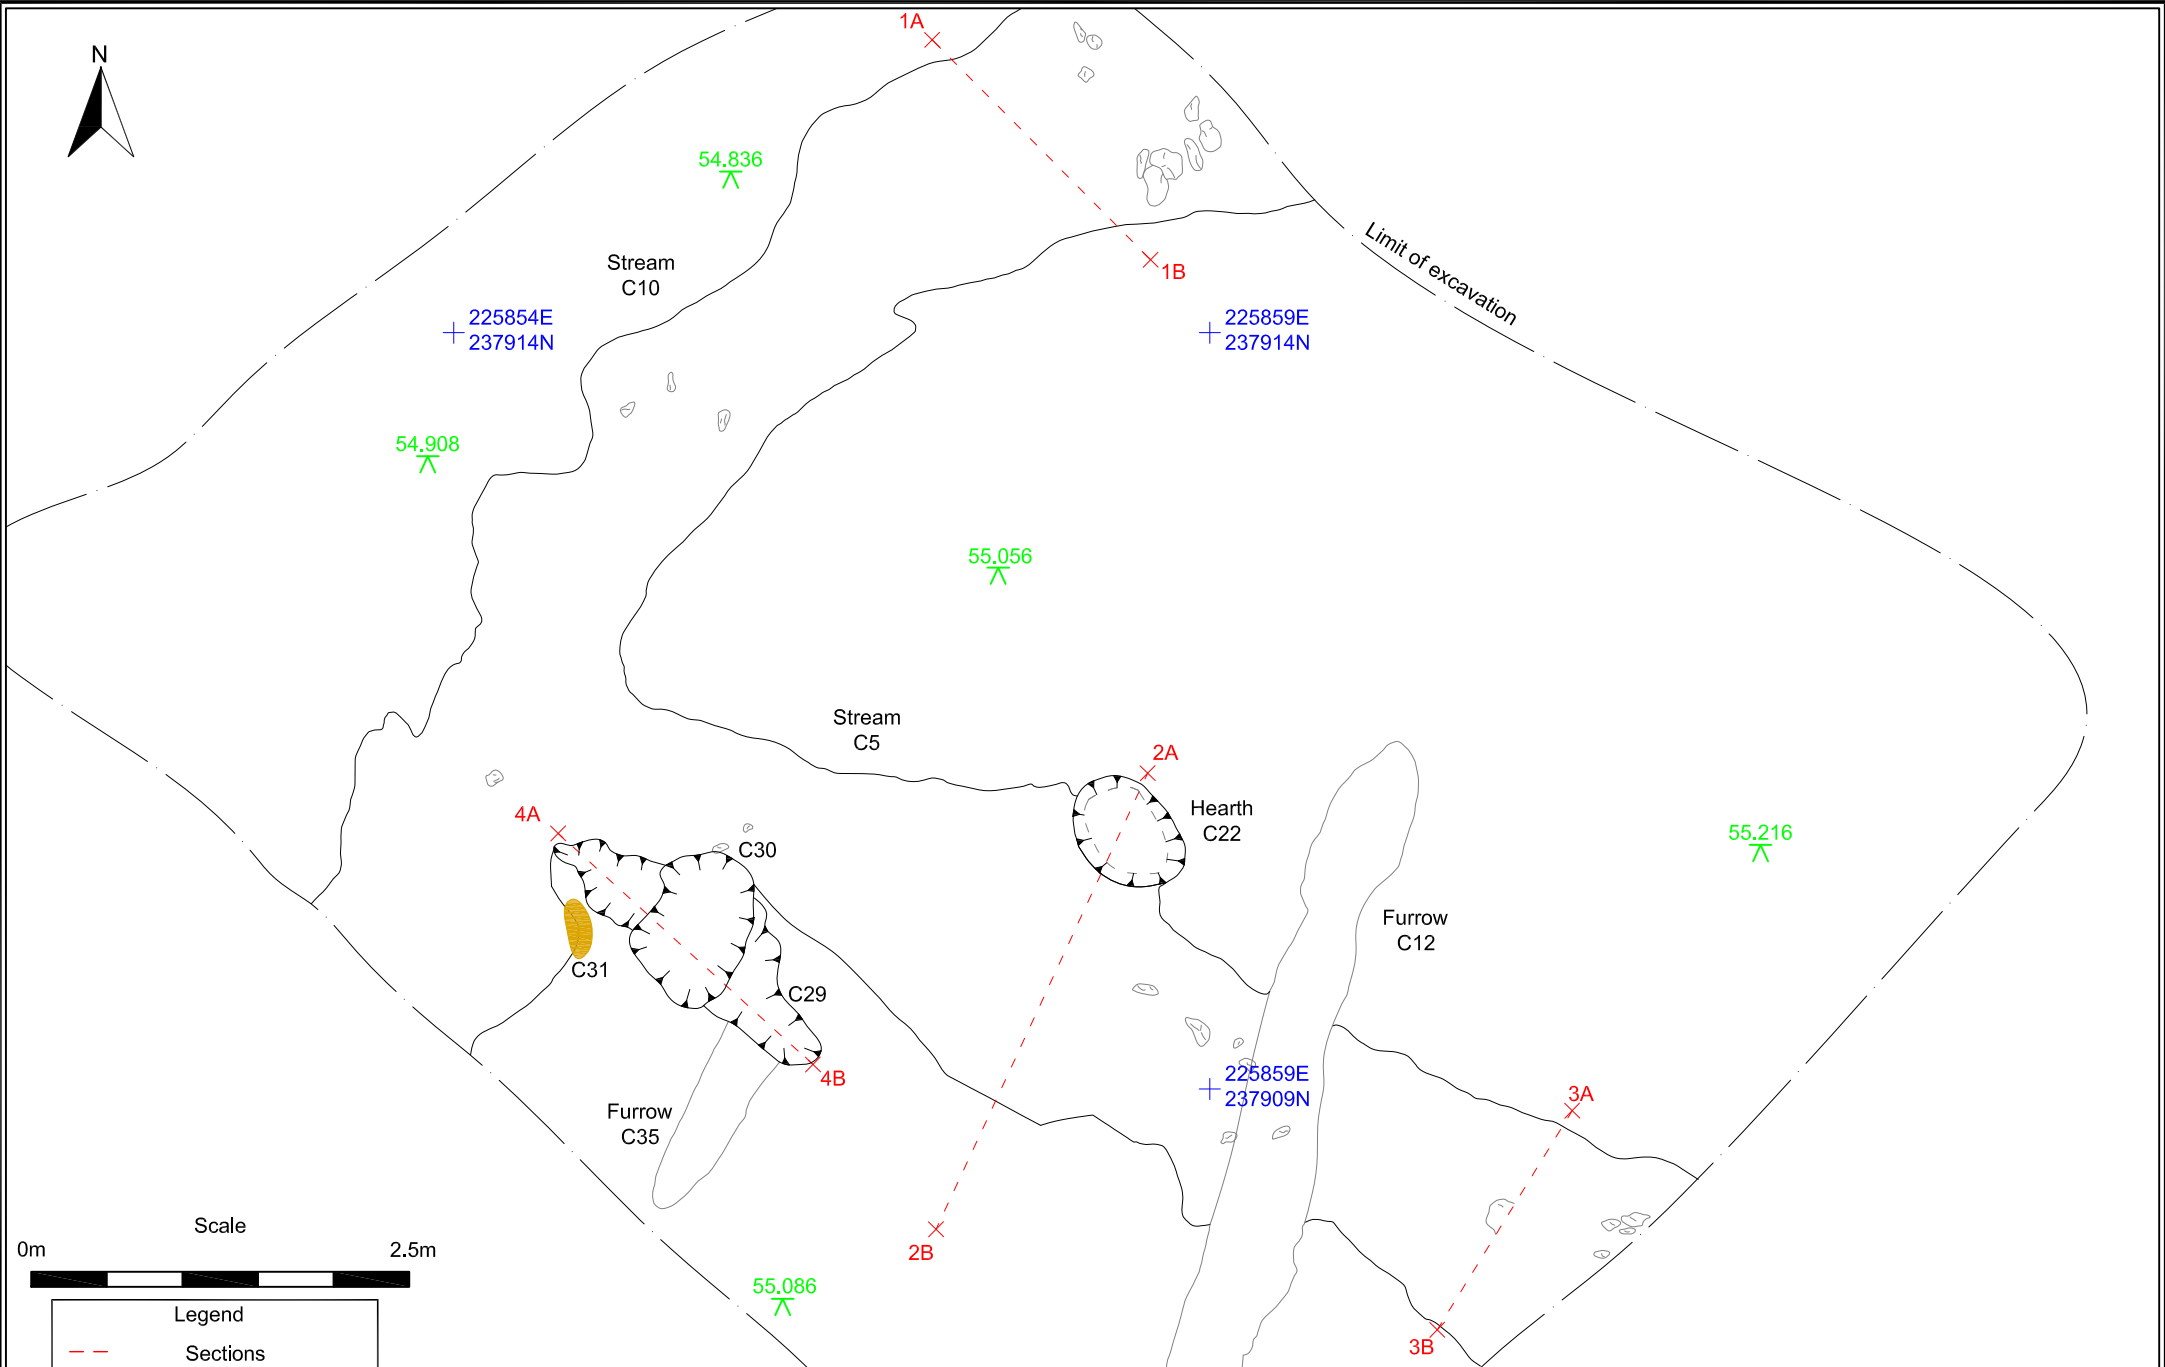 1A
N
54.836
Limit of excavation
Stream
C10
1B
225854E
237914N
225859E
237914N
54.908
55.056
Stream
C5
2A
Hearth
C22
4A
55.216
C30
Furrow
C12
C31
C29
4B
225859E
237909N
3A
Furrow
C35
Scale
0m 2.5m
2B
55.086
Legend
Sections
3B